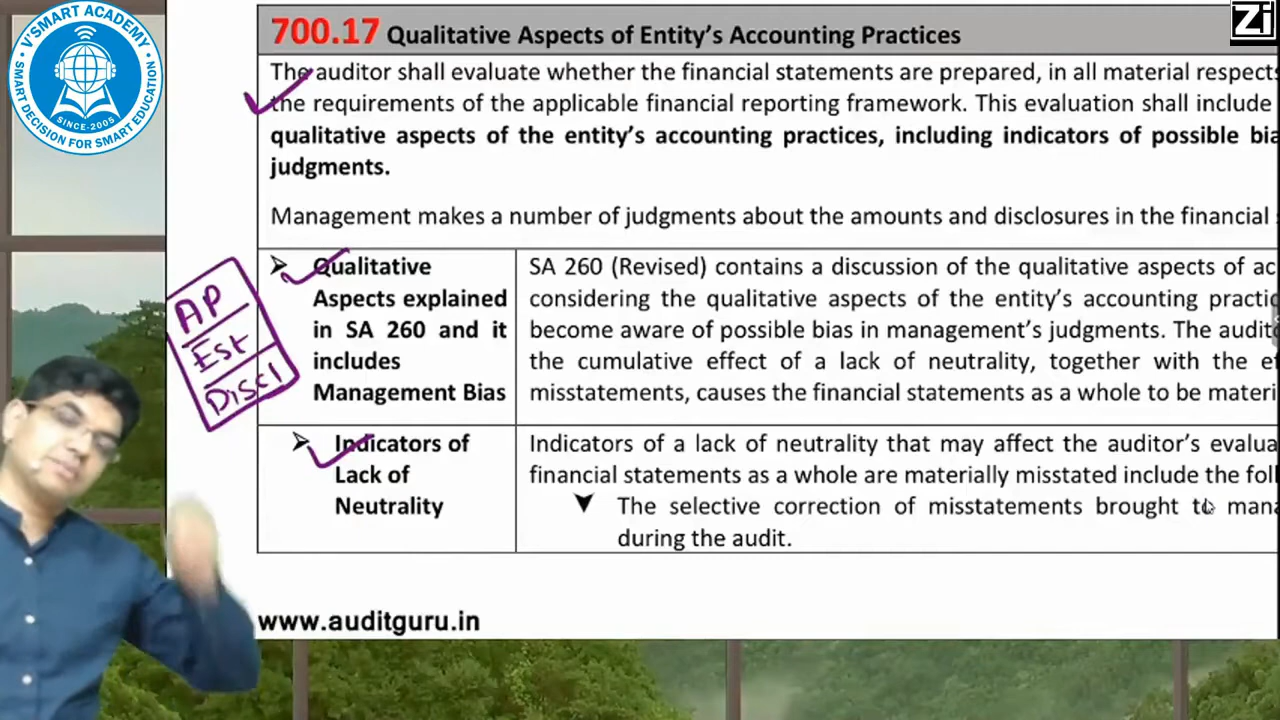 V'SMART ACADEMY
SINCE-2005
SMART DECISION FOR SMART EDUCATION
Zi
700.17 Qualitative Aspects of Entity's Accounting Practices
The auditor shall evaluate whether the financial statements are prepared, in all material respects
the requirements of the applicable financial reporting framework. This evaluation shall include
qualitative aspects of the entity's accounting practices, including indicators of possible bia
judgments.
Management makes a number of judgments about the amounts and disclosures in the financial
AP
Est
Discl
➢ Qualitative
Aspects explained
in SA 260 and it
includes
Management Bias
SA 260 (Revised) contains a discussion of the qualitative aspects of ac
considering the qualitative aspects of the entity's accounting practic
become aware of possible bias in management's judgments. The audito
the cumulative effect of a lack of neutrality, together with the e
misstatements, causes the financial statements as a whole to be materi
➢ Indicators of
Lack of
Neutrality
Indicators of a lack of neutrality that may affect the auditor's evalua
financial statements as a whole are materially misstated include the foll
▼ The selective correction of misstatements brought to mana
during the audit.
www.auditguru.in